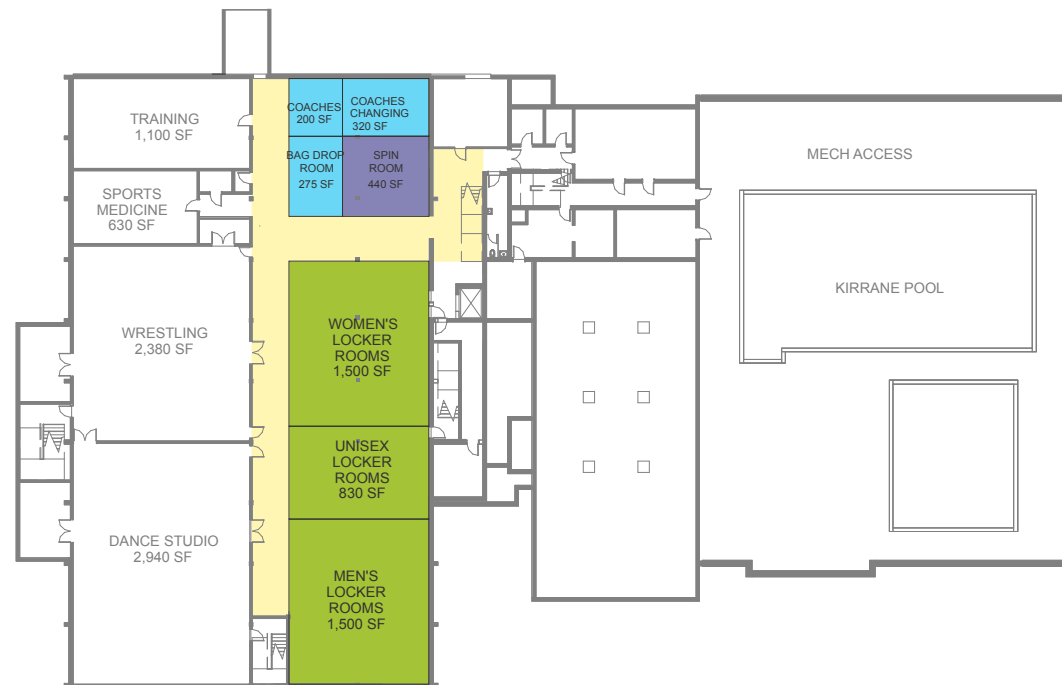 TRAINING
1,100 SF
COACHES
200 SF
COACHES
CHANGING
320 SF
MECH ACCESS
BAG DROP
ROOM
275 SF
SPIN
ROOM
440 SF
SPORTS
MEDICINE
630 SF
KIRRANE POOL
WRESTLING
2,380 SF
WOMEN'S
LOCKER
ROOMS
1,500 SF
UNISEX
LOCKER
ROOMS
830 SF
DANCE STUDIO
2,940 SF
MEN'S
LOCKER
ROOMS
1,500 SF